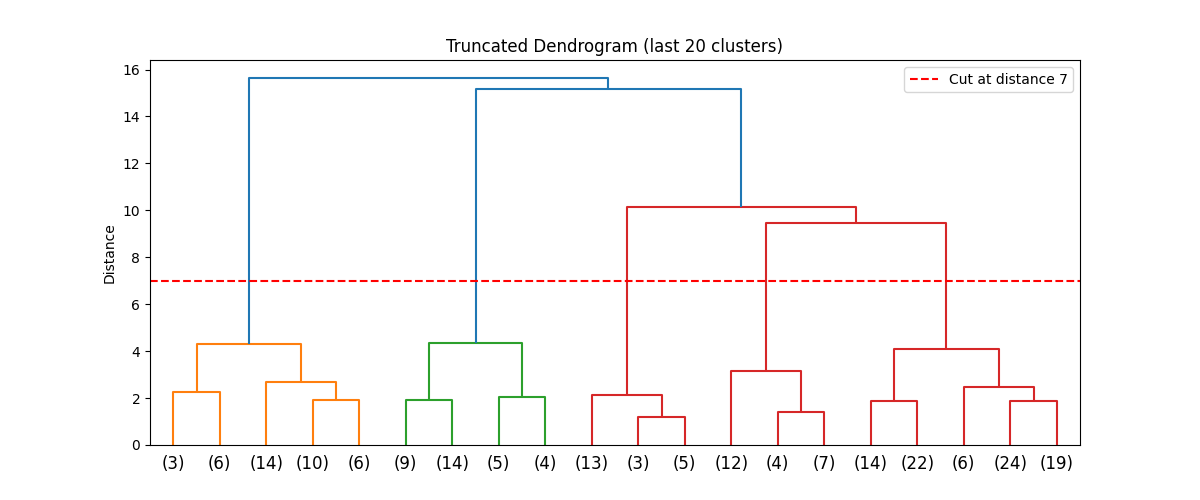 Truncated Dendrogram (last 20 clusters)
Cut at distance 7
Distance
16
14
12
10
8
6
4
2
0
(3) (6) (14) (10) (6) (9) (14) (5) (4) (13) (3) (5) (12) (4) (7) (14) (22) (6) (24) (19)